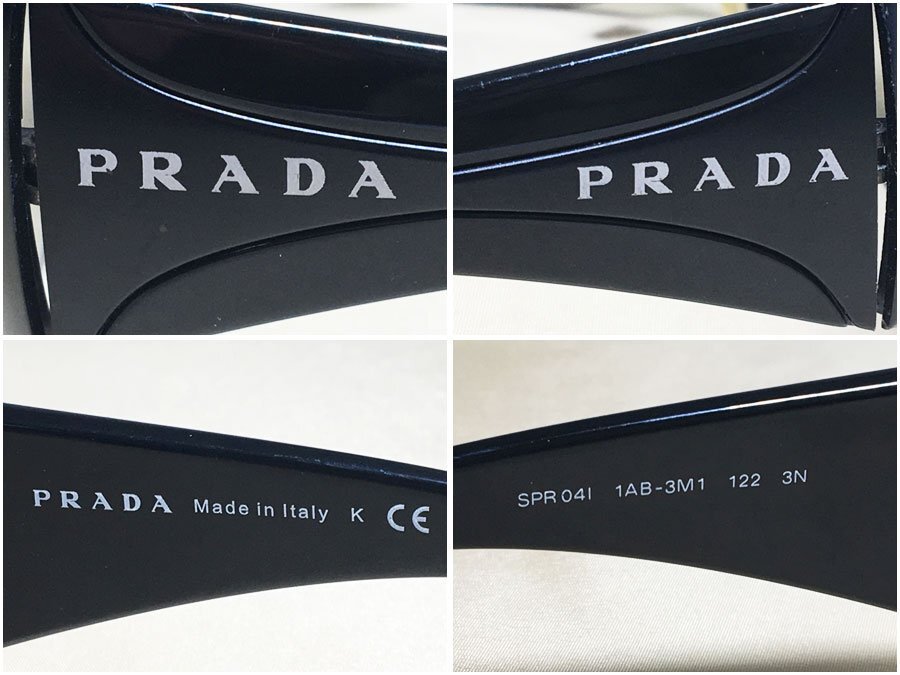 PRADA
PRADA
PRADA Made in Italy K CE
SPR 04I 1AB-3M1 122 3N